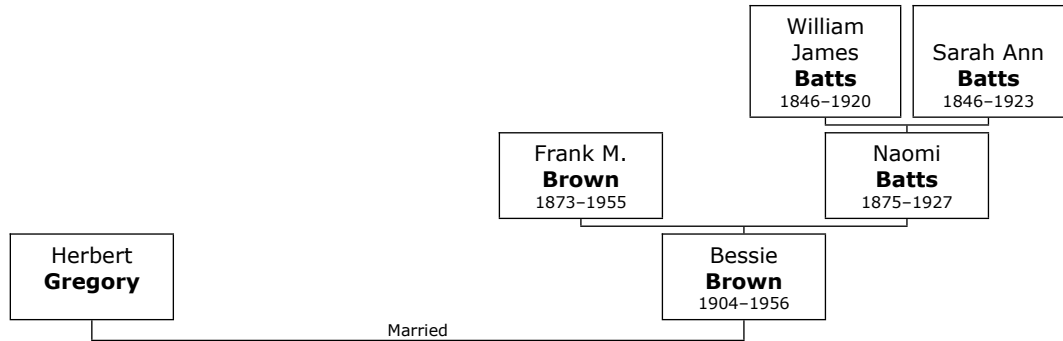 William
James
Batts
1846–1920
Sarah Ann
Batts
1846–1923
Frank M.
Brown
1873–1955
Naomi
Batts
1875–1927
Herbert
Gregory
Bessie
Brown
1904–1956
Married